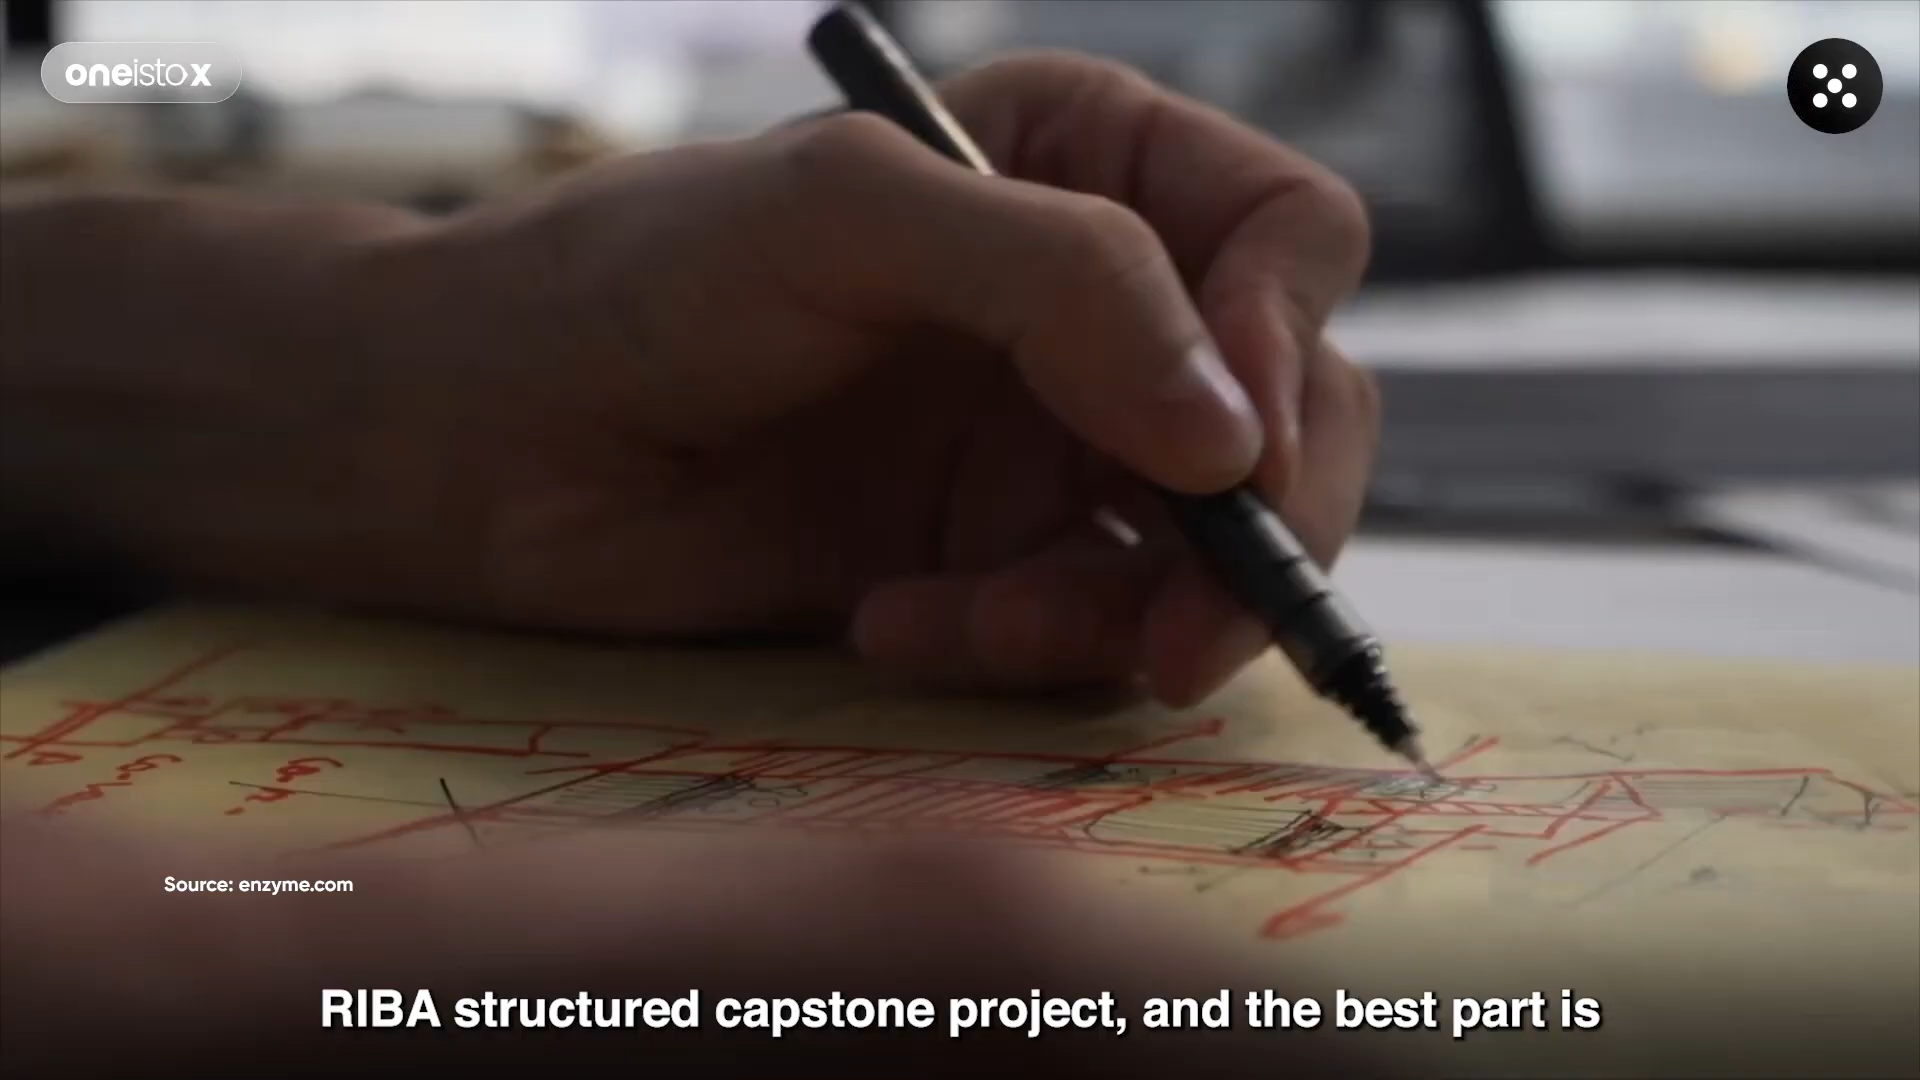 oneistox
Source: enzyme.com
RIBA structured capstone project, and the best part is